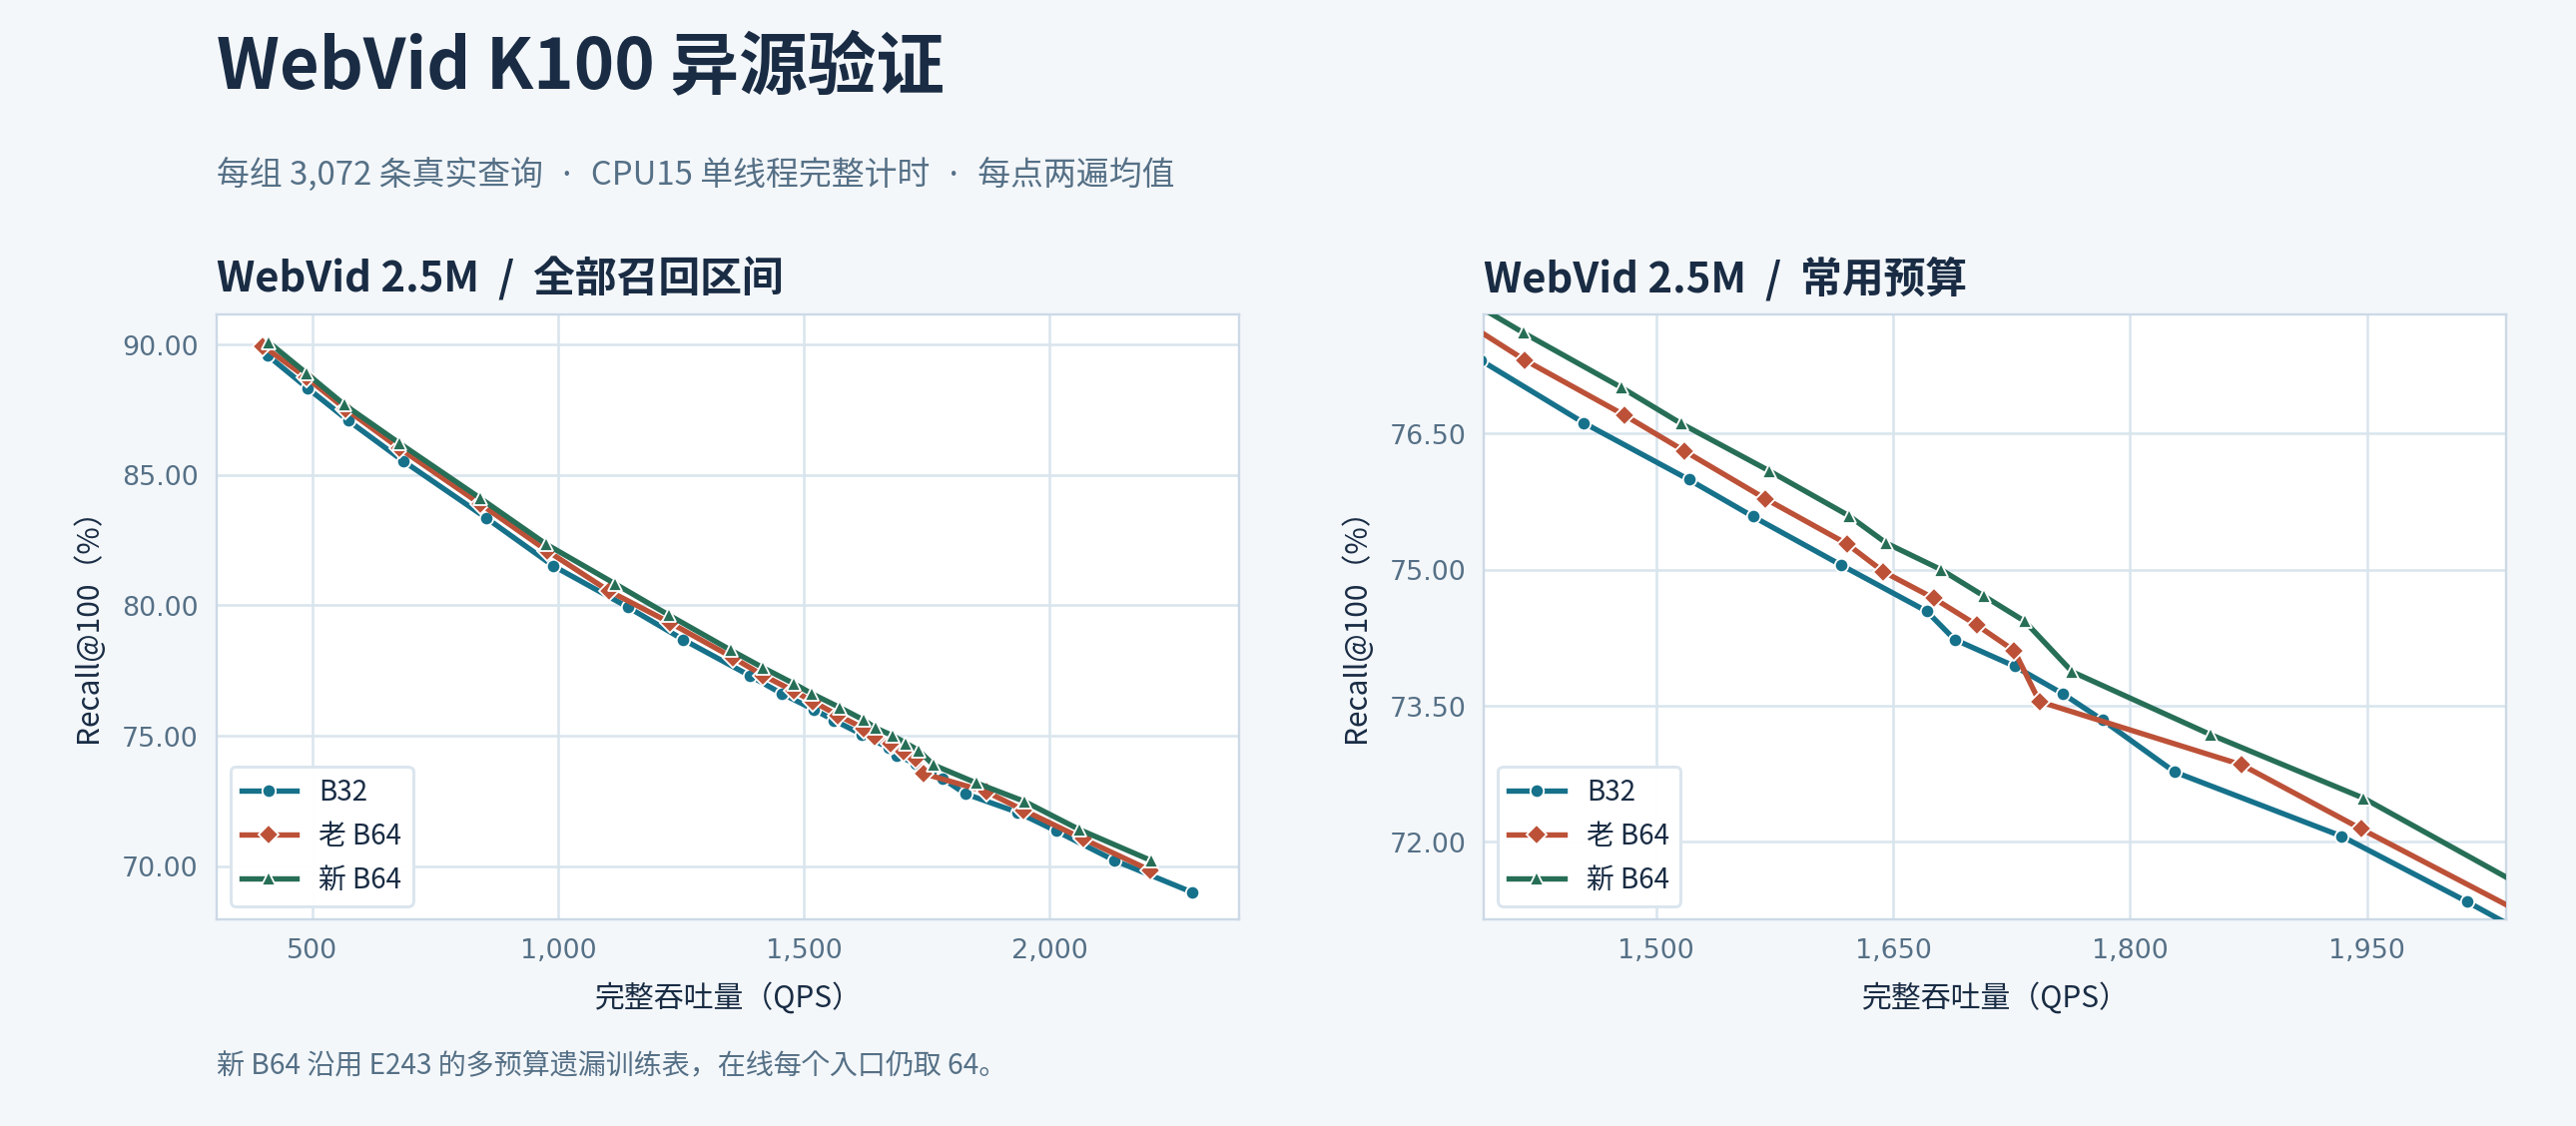 WebVid K100 异源验证
每组 3,072 条真实查询 · CPU15 单线程完整计时 · 每点两遍均值
WebVid 2.5M / 全部召回区间
90.00
85.00
80.00
75.00
70.00
Recall@100（%）
B32
老 B64
新 B64
500 1,000 1,500 2,000
完整吞吐量（QPS）
WebVid 2.5M / 常用预算
76.50
75.00
73.50
72.00
Recall@100（%）
B32
老 B64
新 B64
1,500 1,650 1,800 1,950
完整吞吐量（QPS）
新 B64 沿用 E243 的多预算遗漏训练表，在线每个入口仍取 64。